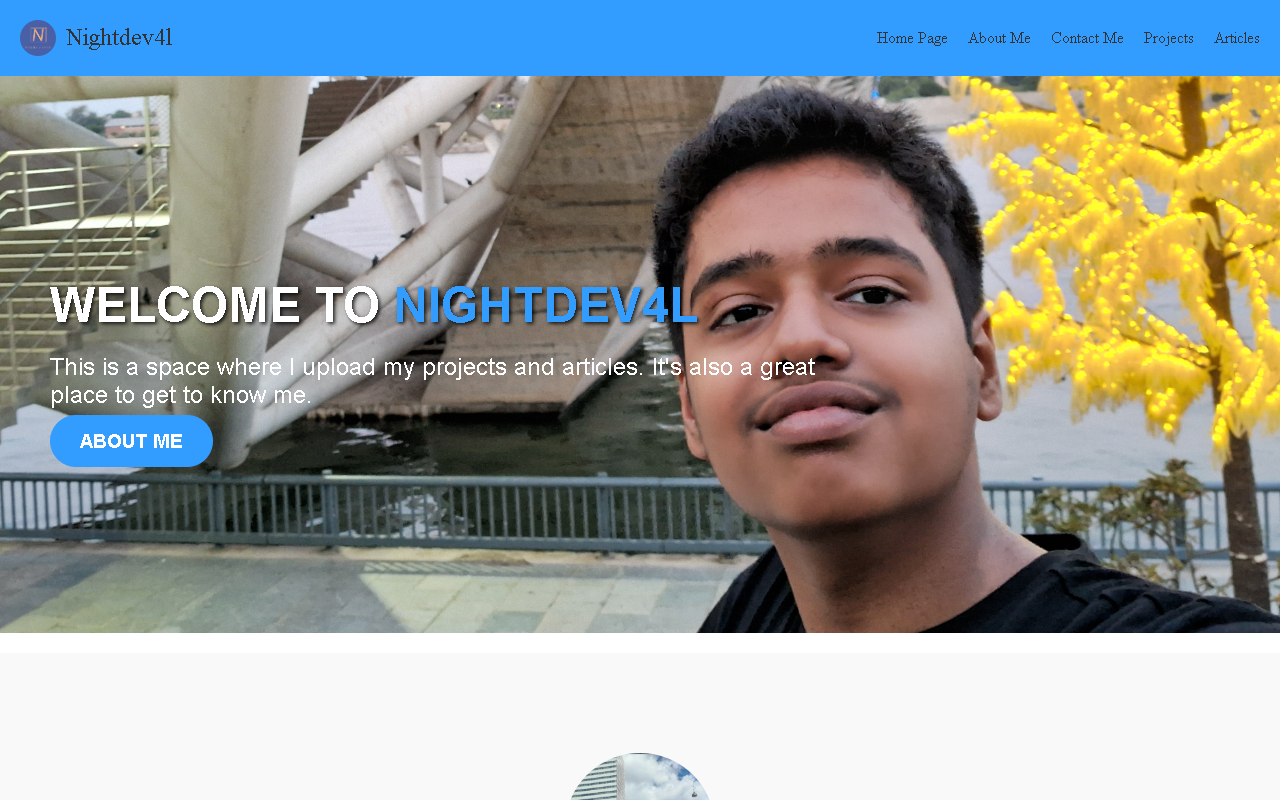 Nightdev4l
Home Page About Me Contact Me Projects Articles
WELCOME TO NIGHTDEV4L
This is a space where I upload my projects and articles. It's also a great
place to get to know me.
ABOUT ME